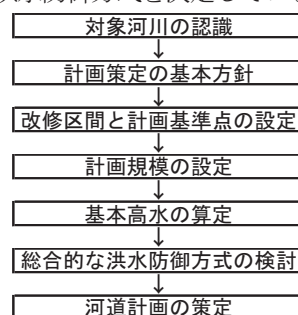 対象河川の認識
↓
計画策定の基本方針
↓
改修区間と計画基準点の設定
↓
計画規模の設定
↓
基本高水の算定
↓
総合的な洪水防御方式の検討
↓
河道計画の策定